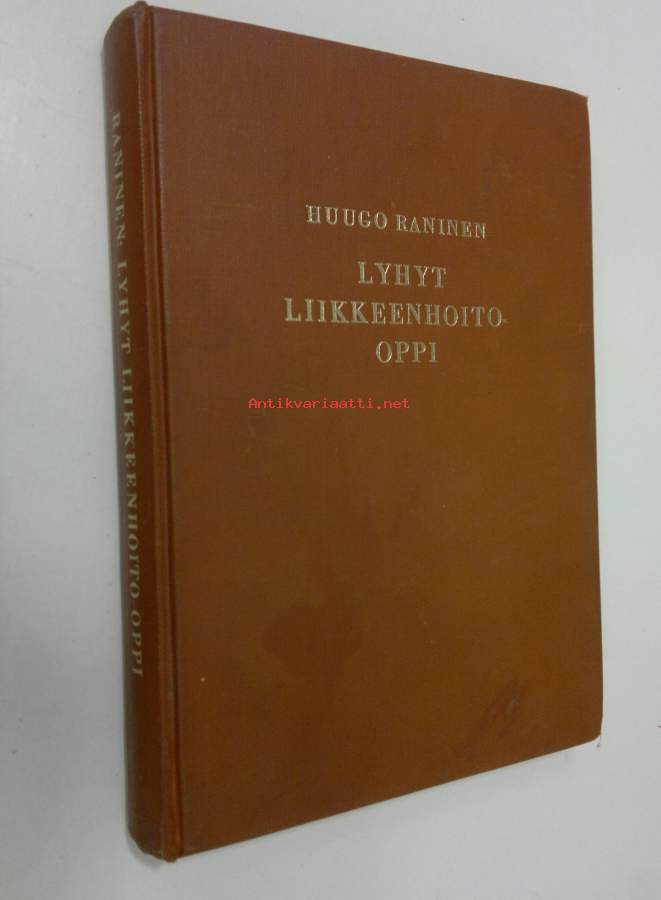 HUUGO RANINEN
LYHYT
LIIKKEENHOITO-
OPPI
Antikvariaatti.net
RANINEN: LYHYT LIIKKEENHOITO-OPPI